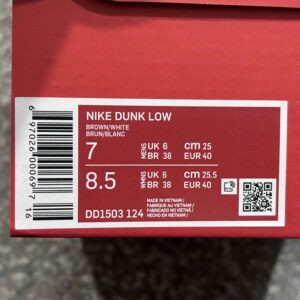 NIKE DUNK LOW
BROWN/WHITE
BRUN/BLANC
7 MENS UK 6 cm 25
BR 38 EUR 40
8.5 WMNS UK 6 cm 25.5
BR 38 EUR 40
DD1503 124
MADE IN VIETNAM /
FABRIQUE AU VIETNAM /
HECHO EN VIETNAM /